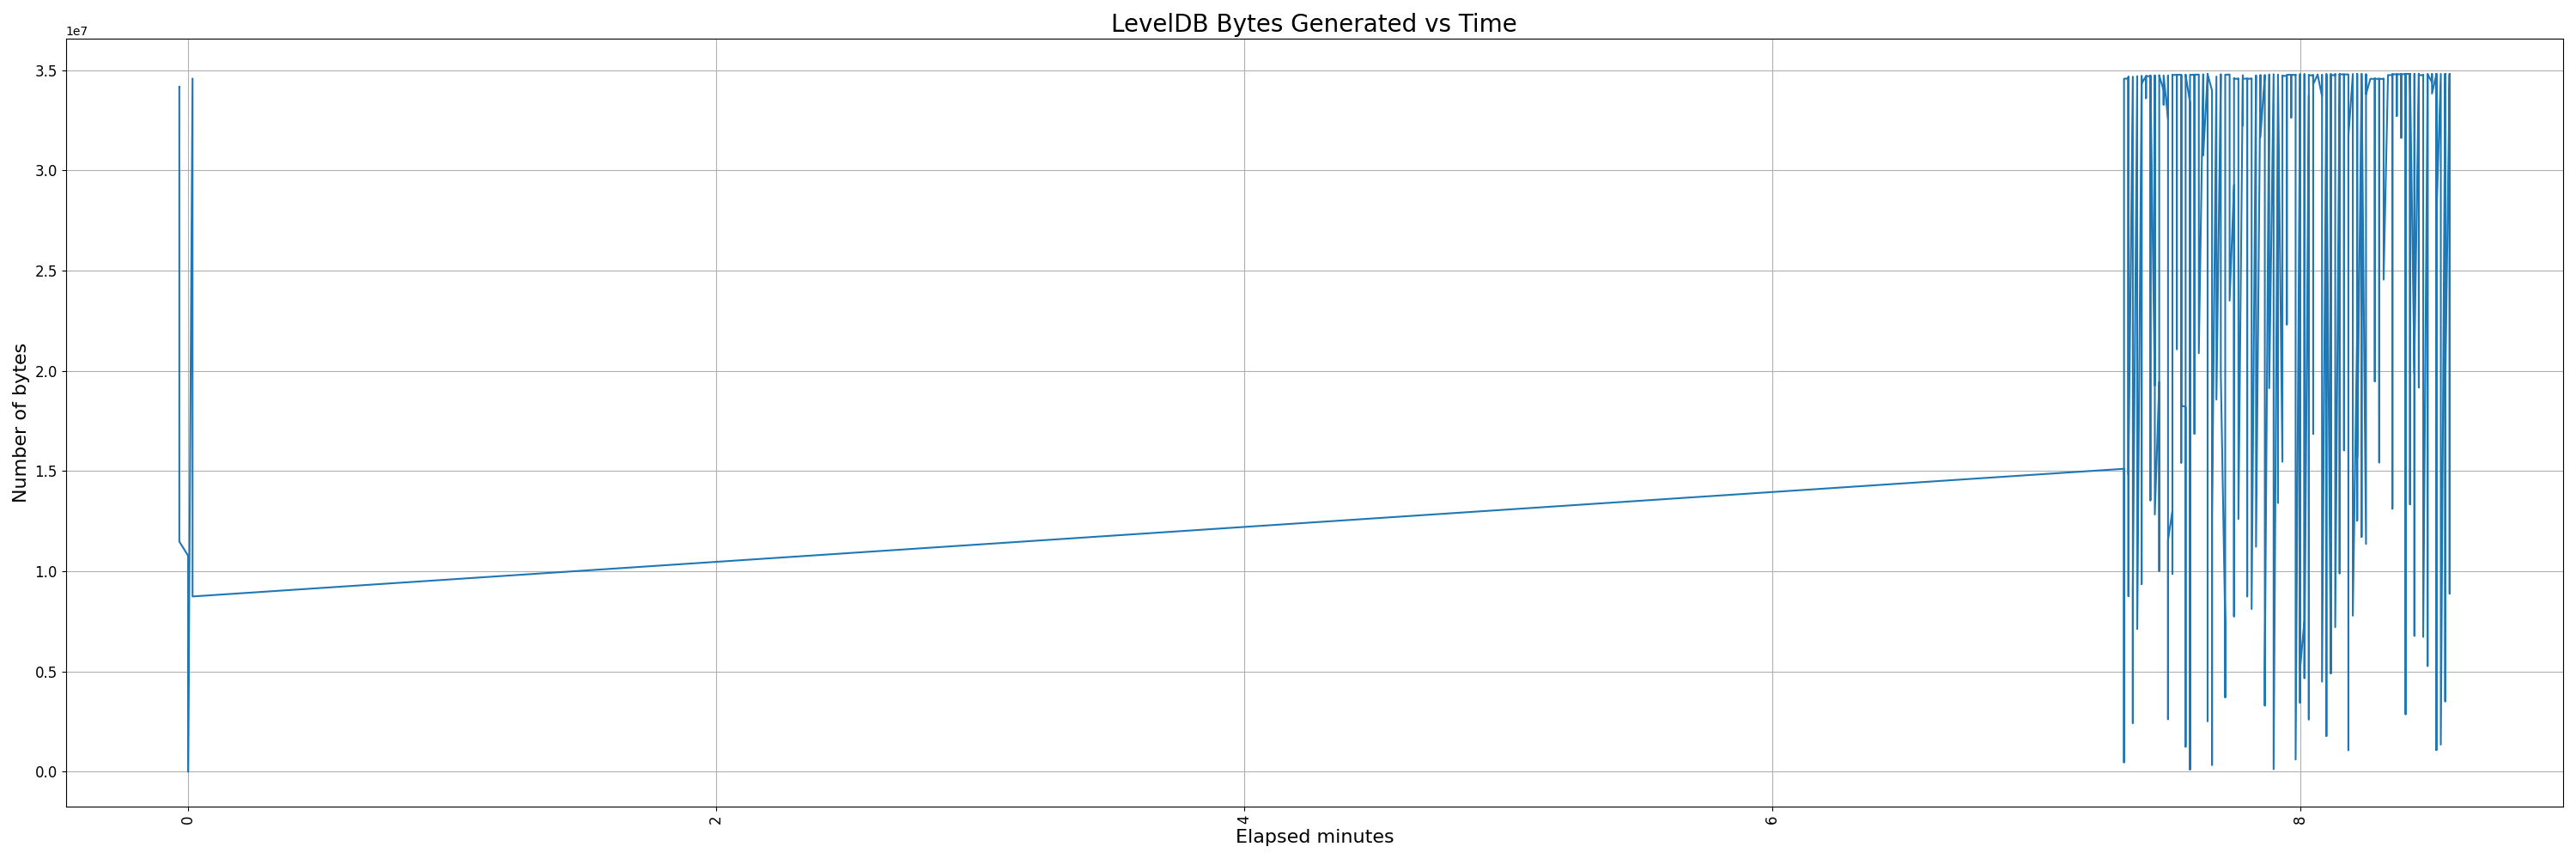 LevelDB Bytes Generated vs Time
1e7
3.5
3.0
2.5
2.0
1.5
1.0
0.5
0.0
Number of bytes
0 2 4 6 8
Elapsed minutes